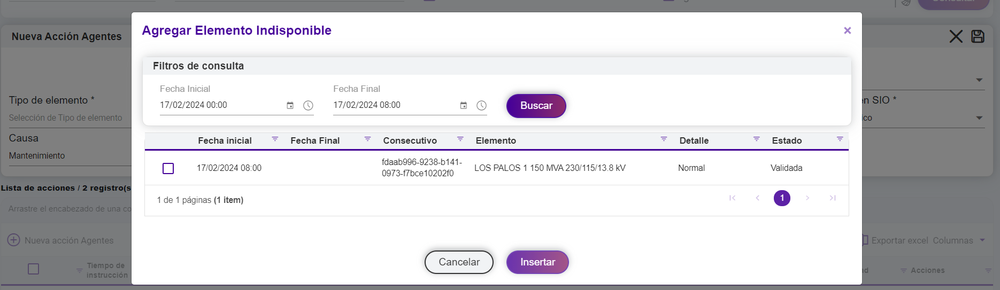 Agregar Elemento Indisponible
×
Nueva Acción Agentes
Filtros de consulta
Fecha Inicial
Fecha Final
17/02/2024 00:00
17/02/2024 08:00
Buscar
Tipo de elemento *
en SIO *
Selección de Tipo de elemento
ico
Causa
Mantenimiento
Fecha inicial
Fecha Final
Consecutivo
Elemento
Detalle
Estado
17/02/2024 08:00
fdaab996-9238-b141-
0973-f7bce10202f0
LOS PALOS 1 150 MVA 230/115/13.8 kV
Normal
Validada
Lista de acciones / 2 registro(s
1 de 1 páginas (1 item)
1
Arrastre el encabezado de una co
Nueva acción Agentes
Exportar excel
Columnas
Cancelar
Insertar
Tiempo de
instrucción
ad
Acciones